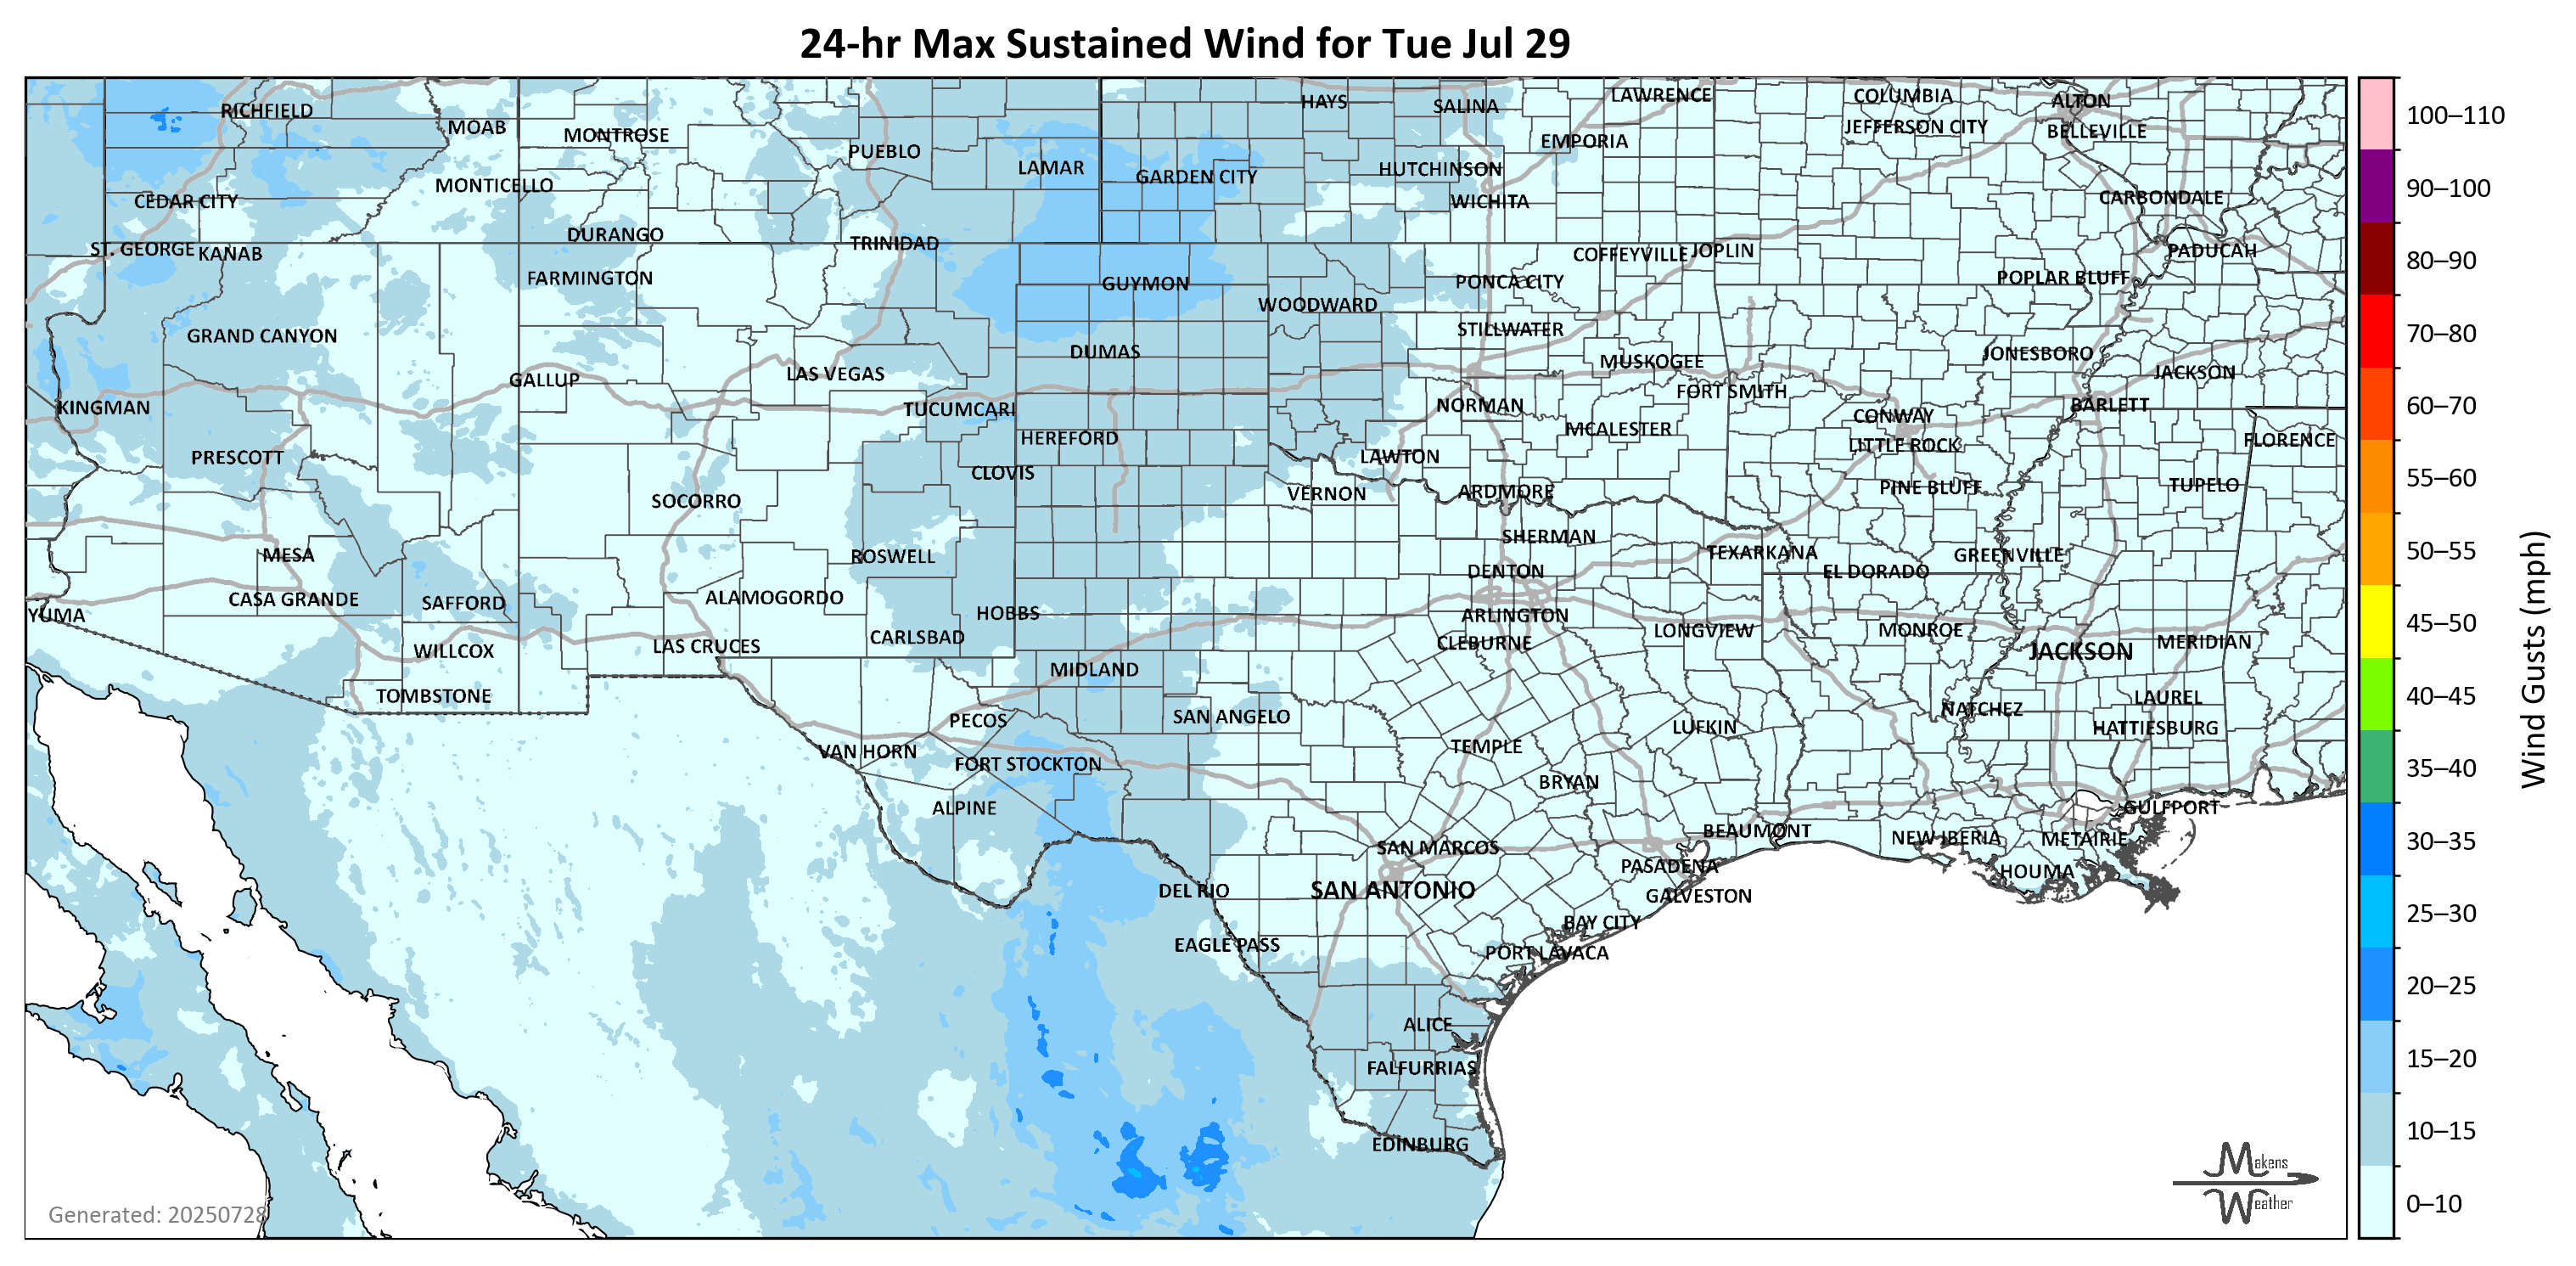 24-hr Max Sustained Wind for Tue Jul 29
RICHFIELD
MOAB
MONTROSE
PUEBLO
LAMAR
HAYS
SALINA
LAWRENCE
EMPORIA
COLUMBIA
JEFFERSON CITY
ALTON
BELLEVILLE
CEDAR CITY
MONTICELLO
GARDEN CITY
HUTCHINSON
WICHITA
CARBONDALE
ST. GEORGE
KANAB
DURANGO
TRINIDAD
COFFEYVILLE
JOPLIN
PADUCAH
FARMINGTON
GUYMON
PONCA CITY
POPLAR BLUFF
WOODWARD
GRAND CANYON
STILLWATER
DUMAS
MUSKOGEE
JONESBORO
GALLUP
LAS VEGAS
FORT SMITH
JACKSON
KINGMAN
TUCUMCARI
NORMAN
CONWAY
BARLETT
HEREFORD
MCALESTER
LITTLE ROCK
FLORENCE
PRESCOTT
CLOVIS
LAWTON
SOCORRO
VERNON
ARDMORE
PINE BLUFF
TUPELO
MESA
ROSWELL
SHERMAN
TEXARKANA
GREENVILLE
DENTON
EL DORADO
YUMA
CASA GRANDE
SAFFORD
ALAMOGORDO
HOBBS
ARLINGTON
CLEBURNE
LONGVIEW
MONROE
WILLCOX
LAS CRUCES
CARLSBAD
JACKSON
MERIDIAN
MIDLAND
TOMBSTONE
PECOS
SAN ANGELO
LUFKIN
NATCHEZ
LAUREL
HATTIESBURG
VAN HORN
FORT STOCKTON
TEMPLE
BRYAN
ALPINE
BEAUMONT
GULFPORT
SAN MARCOS
NEW IBERIA
METAIRIE
PASADENA
HOUMA
DEL RIO
SAN ANTONIO
GALVESTON
BAY CITY
EAGLE PASS
PORT LAVACA
ALICE
FALFURRIAS
EDINBURG
Generated: 20250728
Makens
Weather
100–110
90–100
80–90
70–80
60–70
55–60
50–55
45–50
40–45
35–40
30–35
25–30
20–25
15–20
10–15
0–10
Wind Gusts (mph)